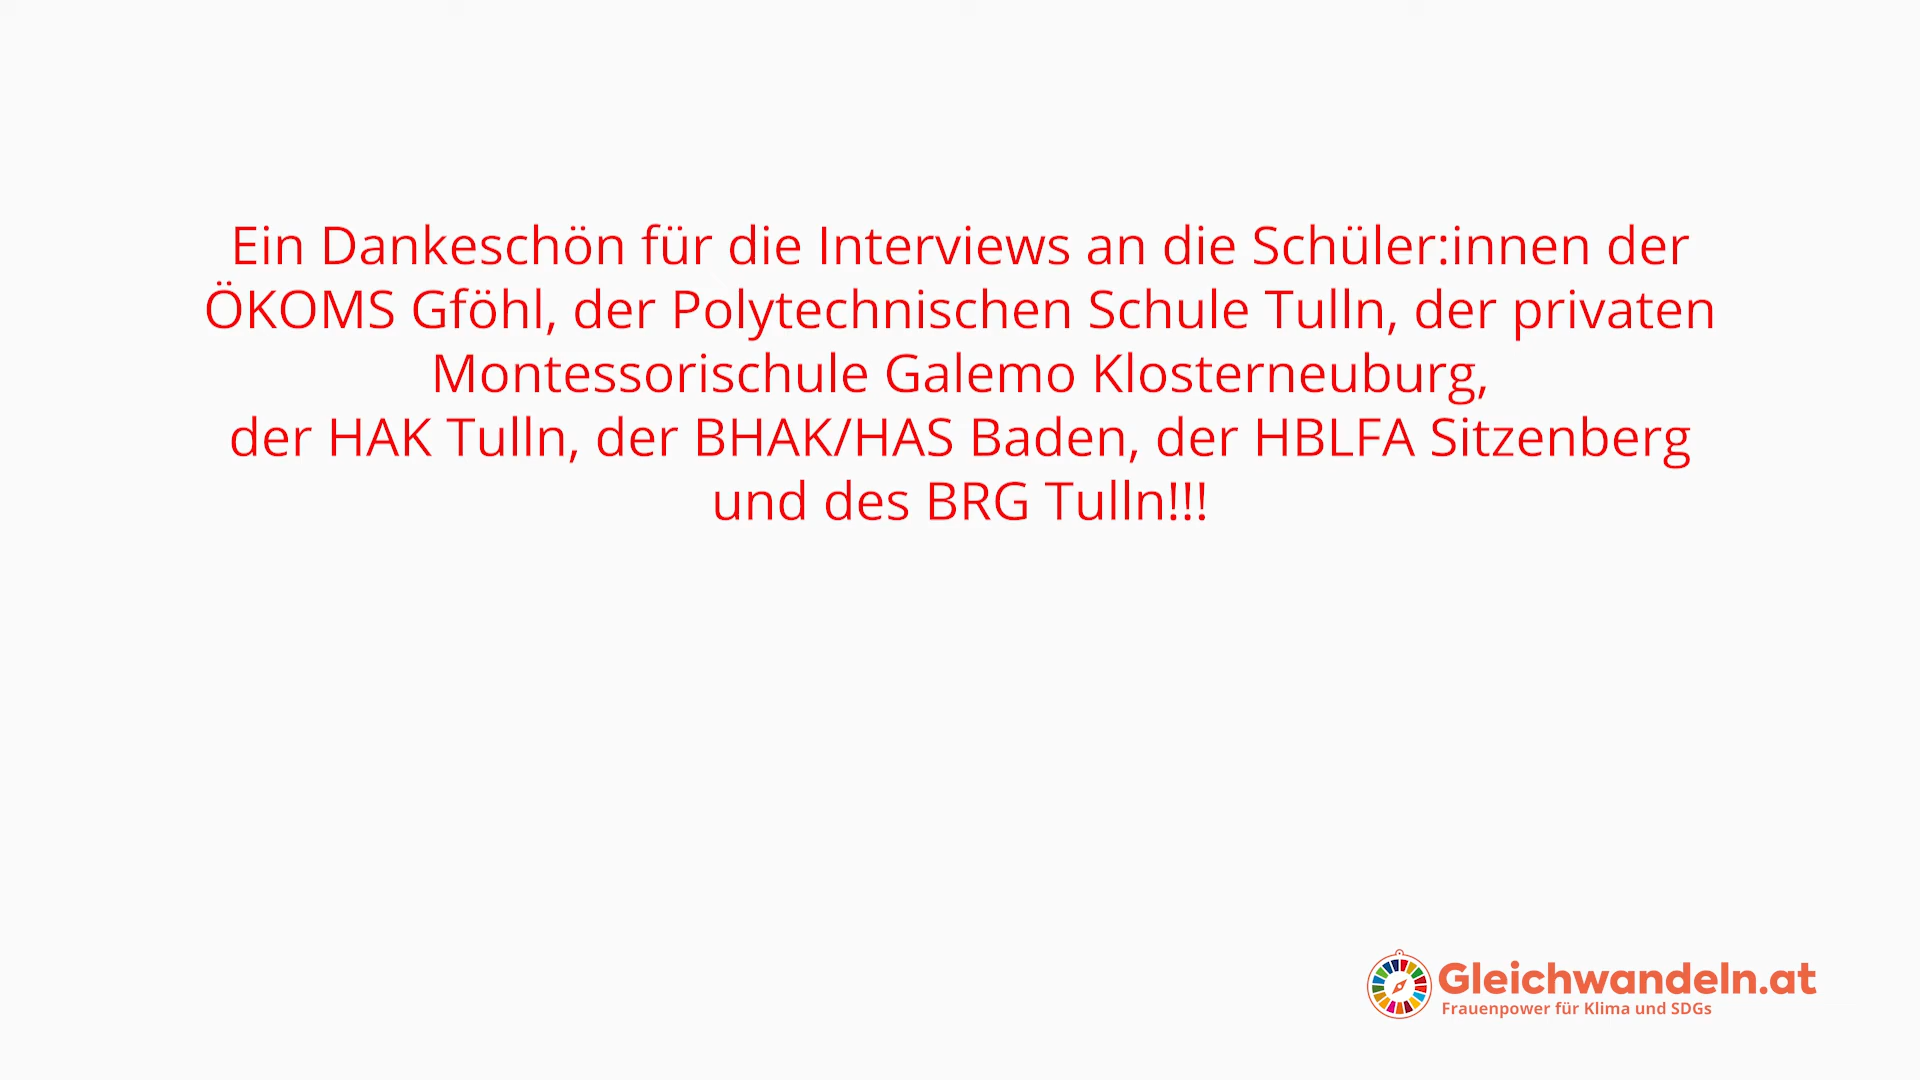 Ein Dankeschön für die Interviews an die Schüler:innen der
ÖKOMS Gföhl, der Polytechnischen Schule Tulln, der privaten
Montessorischule Galemo Klosterneuburg,
der HAK Tulln, der BHAK/HAS Baden, der HBLFA Sitzenberg
und des BRG Tulln!!!
Gleichwandeln.at
Frauenpower für Klima und SDGs